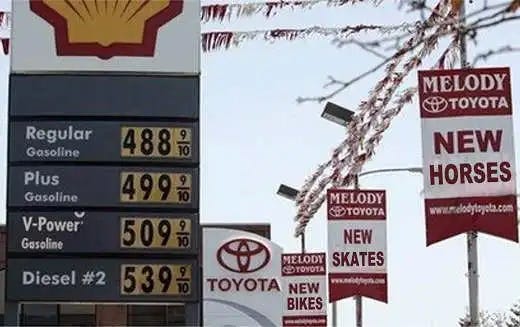 Regular
Gasoline
488 9/10
Plus
Gasoline
499 9/10
V-Power
Gasoline
509 9/10
Diesel #2
539 9/10
TOYOTA
MELODY
TOYOTA
NEW
BIKES
MELODY
TOYOTA
NEW
SKATES
www.melodytoyota.com
MELODY
TOYOTA
NEW
HORSES
www.melodytoyota.com